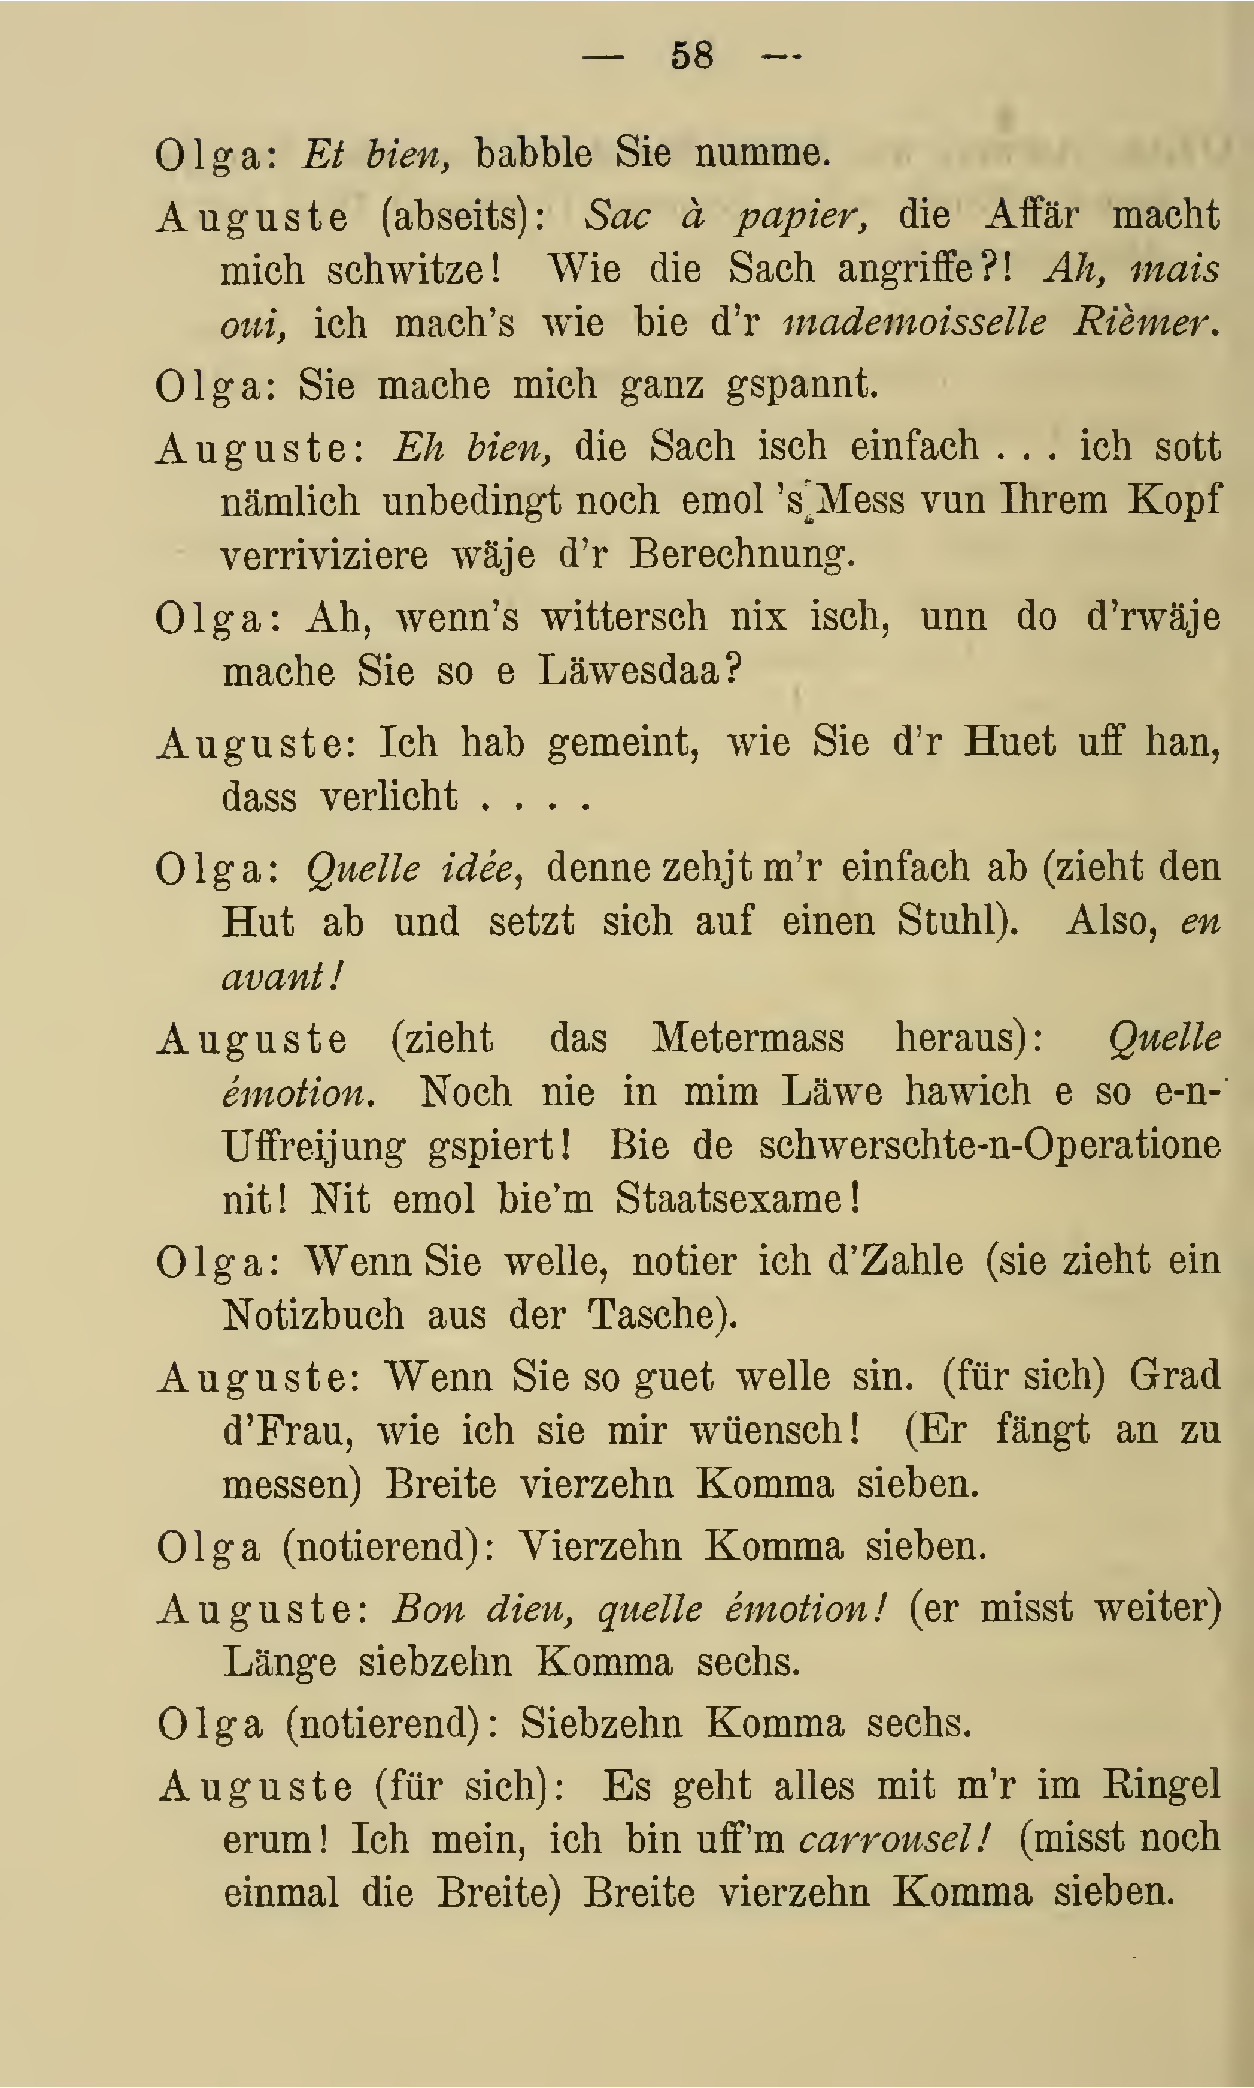 — 58 —
Olga: Et bien, babble Sie numme.
Auguste (abseits): Sac à papier, die Affär macht
mich schwitze! Wie die Sach angriffe?! Ah, mais
oui, ich mach's wie bie d'r mademoisselle Rièmer.
Olga: Sie mache mich ganz gspannt.
Auguste: Eh bien, die Sach isch einfach . . . ich sott
nämlich unbedingt noch emol 's Mess vun Ihrem Kopf
verriviziere wäje d'r Berechnung.
Olga: Ah, wenn's wittersch nix isch, unn do d'rwäje
mache Sie so e Läwesdaa?
Auguste: Ich hab gemeint, wie Sie d'r Huet uff han,
dass verlicht . . . .
Olga: Quelle idée, denne zehjt m'r einfach ab (zieht den
Hut ab und setzt sich auf einen Stuhl). Also, en
avant!
Auguste (zieht das Metermass heraus): Quelle
émotion. Noch nie in mim Läwe hawich e so e-n-
Uffreijung gspiert! Bie de schwerschte-n-Operatione
nit! Nit emol bie'm Staatsexame!
Olga: Wenn Sie welle, notier ich d'Zahle (sie zieht ein
Notizbuch aus der Tasche).
Auguste: Wenn Sie so guet welle sin. (für sich) Grad
d'Frau, wie ich sie mir wüensch! (Er fängt an zu
messen) Breite vierzehn Komma sieben.
Olga (notierend): Vierzehn Komma sieben.
Auguste: Bon dieu, quelle émotion! (er misst weiter)
Länge siebzehn Komma sechs.
Olga (notierend): Siebzehn Komma sechs.
Auguste (für sich): Es geht alles mit m'r im Ringel
erum! Ich mein, ich bin uff'm carrousel! (misst noch
einmal die Breite) Breite vierzehn Komma sieben.